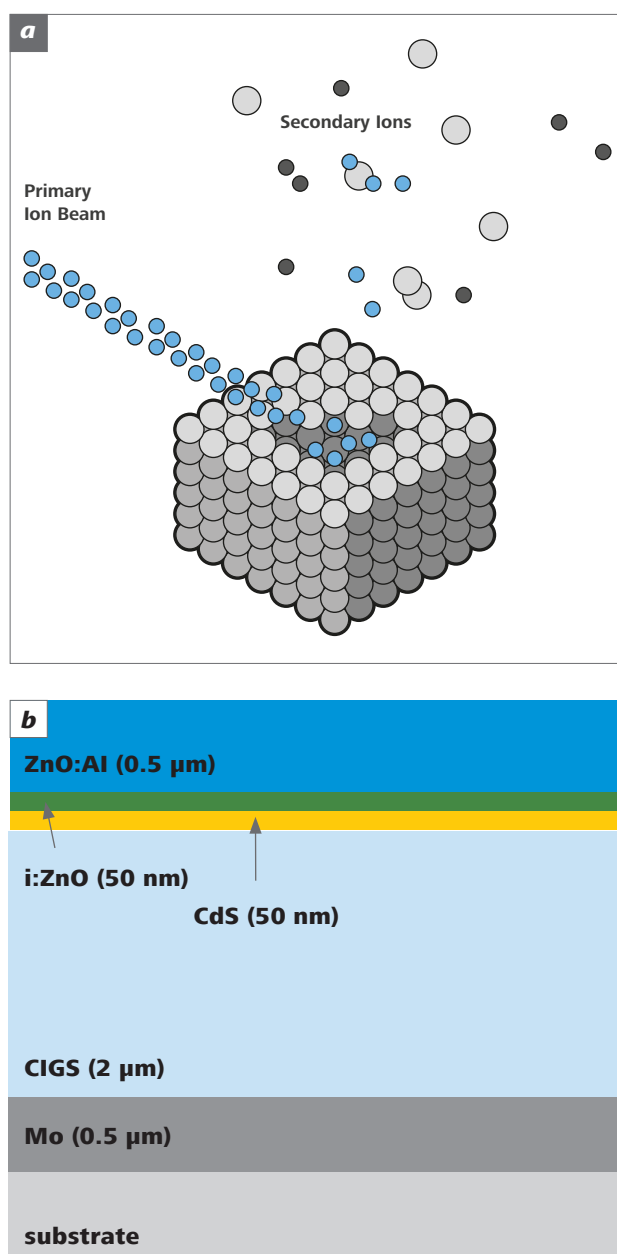 a
Secondary Ions
Primary
Ion Beam
b
ZnO:Al (0.5 µm)
i:ZnO (50 nm)
CdS (50 nm)
CIGS (2 µm)
Mo (0.5 µm)
substrate